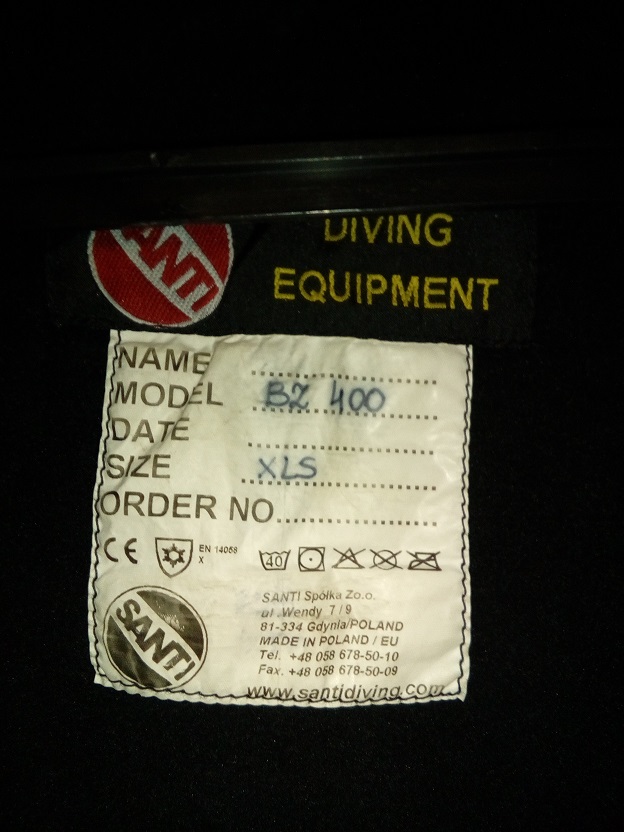 SANTI
DIVING
EQUIPMENT
NAME
MODEL BZ 400
DATE
SIZE XLS
ORDER NO
CE EN 14058
X
40
SANTI
SANTI Spółka Zo.o.
ul .Wendy 7 / 9
81-334 Gdynia/POLAND
MADE IN POLAND / EU
Tel. +48 058 678-50-10
Fax. +48 058 678-50-09
www.santidiving.com